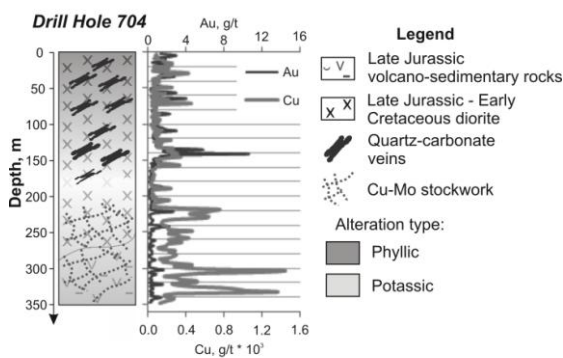 Drill Hole 704
Au, g/t
0 4 8 12 16
Depth, m
0
50
100
150
200
250
300
350
Au
Cu
0.0 0.4 0.8 1.2 1.6
Cu, g/t * 10³
Legend
Late Jurassic
volcano-sedimentary rocks
Late Jurassic - Early
Cretaceous diorite
Quartz-carbonate
veins
Cu-Mo stockwork
Alteration type:
Phyllic
Potassic